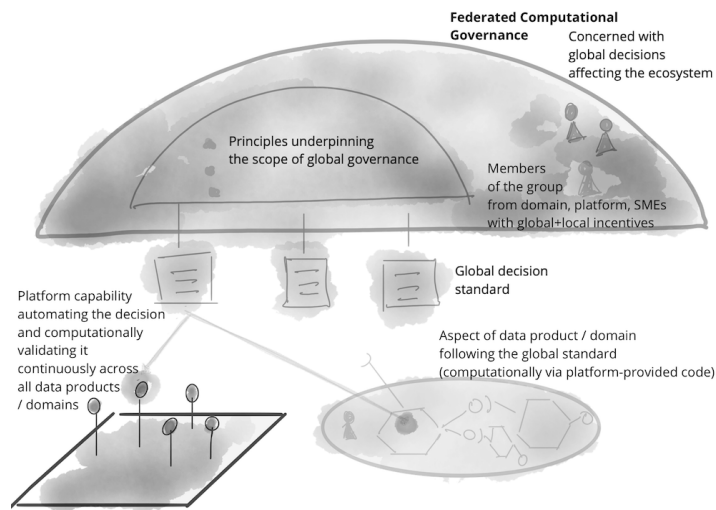 Federated Computational
Governance
Concerned with
global decisions
affecting the ecosystem
Principles underpinning
the scope of global governance
Members
of the group
from domain, platform, SMEs
with global+local incentives
Global decision
standard
Platform capability
automating the decision
and computationally
validating it
continuously across
all data products
/ domains
Aspect of data product / domain
following the global standard
(computationally via platform-provided code)